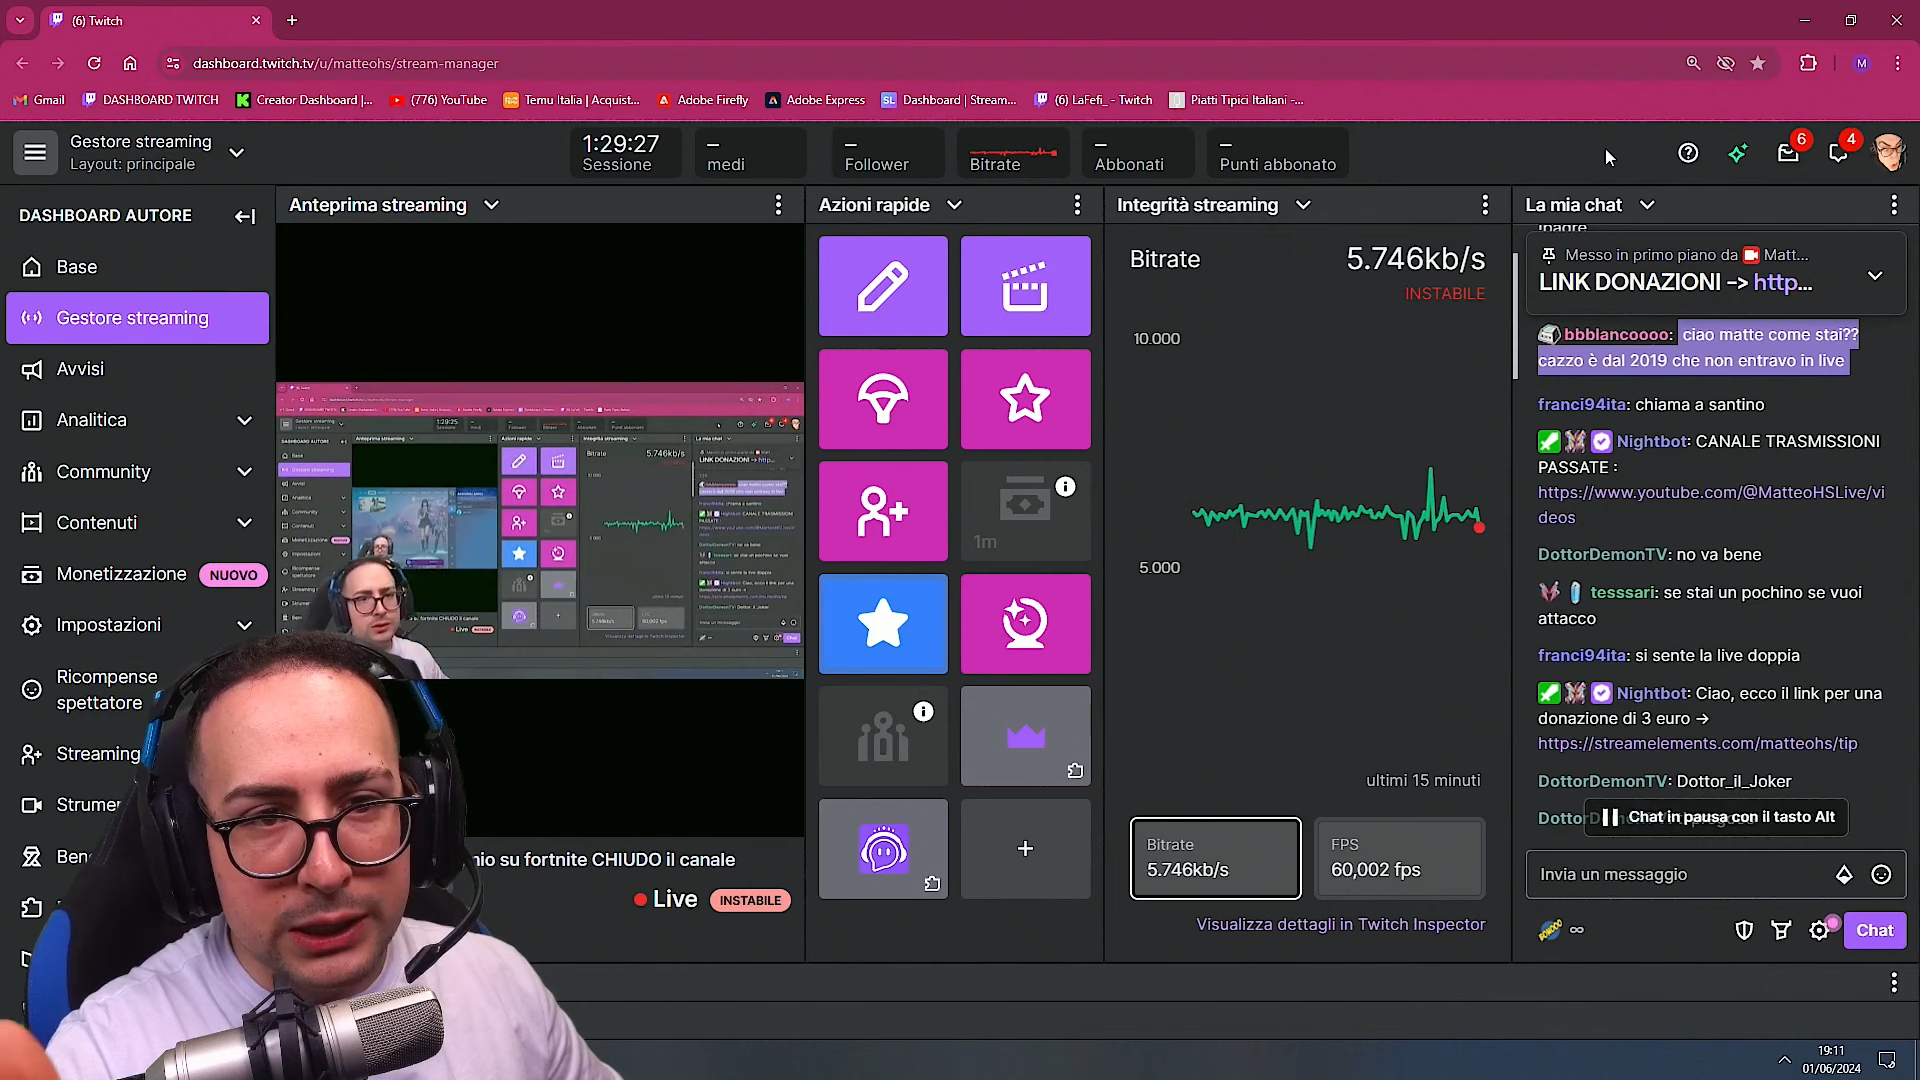 (6) Twitch
dashboard.twitch.tv/u/matteohs/stream-manager
M
Gmail
DASHBOARD TWITCH
Creator Dashboard |...
(776) YouTube
Temu Italia | Acquist...
Adobe Firefly
Adobe Express
SL Dashboard | Stream...
(6) LaFefi_ - Twitch
Piatti Tipici Italiani -...
Gestore streaming
Layout: principale
1:29:27
Sessione
–
medi
–
Follower
Bitrate
–
Abbonati
–
Punti abbonato
6
4
DASHBOARD AUTORE
Base
Gestore streaming
Avvisi
Analitica
Community
Contenuti
Monetizzazione NUOVO
Impostazioni
Ricompense
spettatore
Streaming
Strumen
Ben
Anteprima streaming
nio su fortnite CHIUDO il canale
Live INSTABILE
Azioni rapide
1m
Integrità streaming
Bitrate
5.746kb/s
INSTABILE
10.000
5.000
ultimi 15 minuti
Bitrate
5.746kb/s
FPS
60,002 fps
Visualizza dettagli in Twitch Inspector
La mia chat
Messo in primo piano da Matt...
LINK DONAZIONI -> http...
bbblancoooo: ciao matte come stai??
cazzo è dal 2019 che non entravo in live
franci94ita: chiama a santino
Nightbot: CANALE TRASMISSIONI
PASSATE :
https://www.youtube.com/@MatteoHSLive/vi
deos
DottorDemonTV: no va bene
tesssari: se stai un pochino se vuoi
attacco
franci94ita: si sente la live doppia
Nightbot: Ciao, ecco il link per una
donazione di 3 euro →
https://streamelements.com/matteohs/tip
DottorDemonTV: Dottor_il_Joker
DottorD
Chat in pausa con il tasto Alt
Invia un messaggio
∞
Chat
19:11
01/06/2024